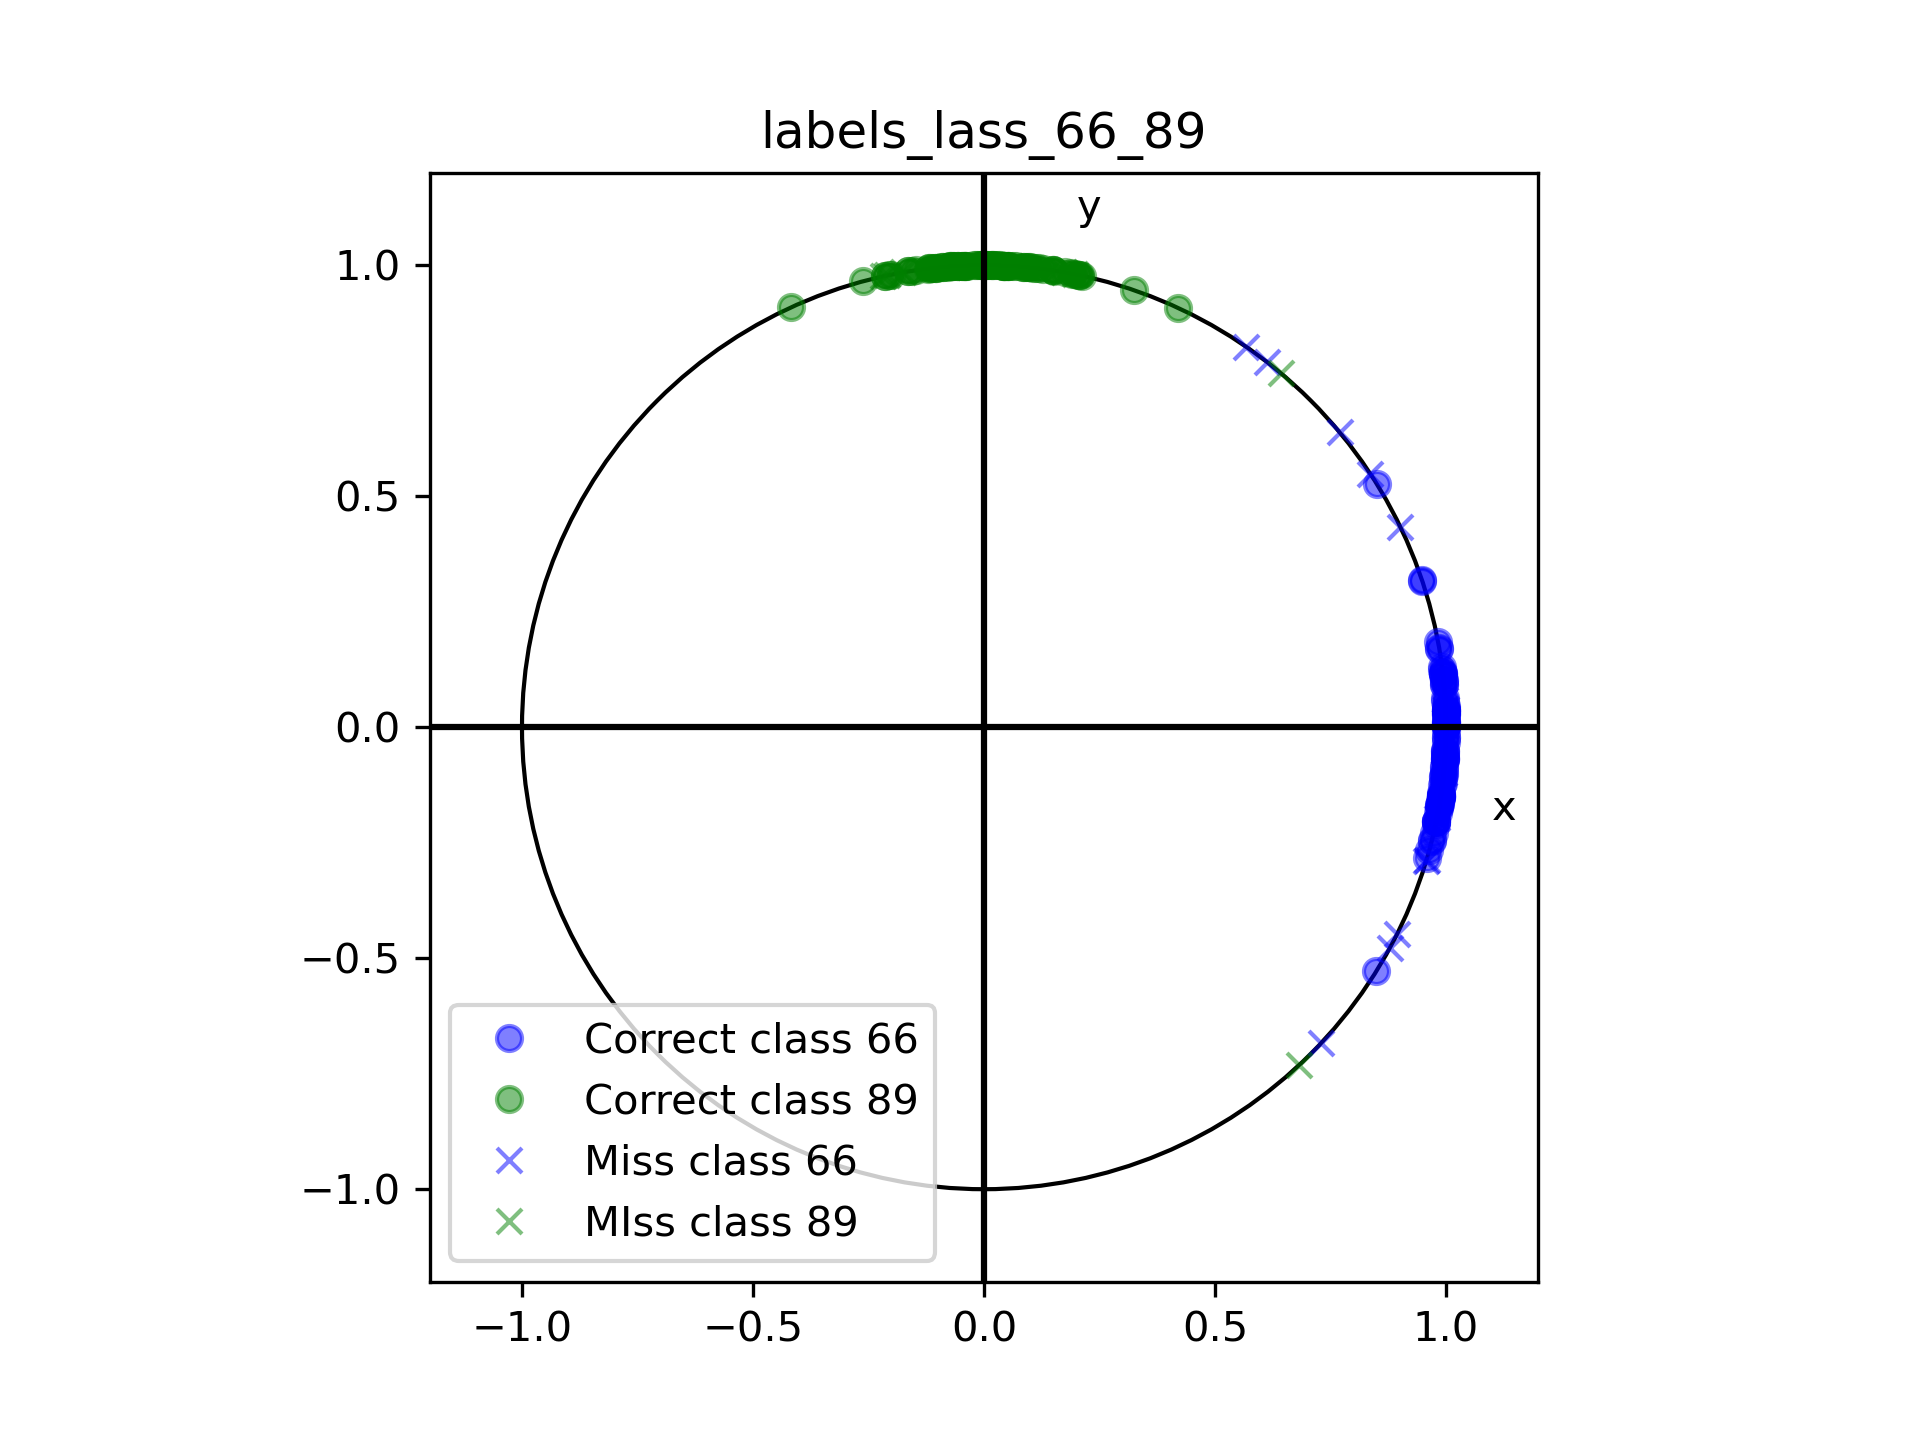 labels_lass_66_89
y
1.0
0.5
0.0
x
−0.5
−1.0
Correct class 66
Correct class 89
Miss class 66
MIss class 89
−1.0 −0.5 0.0 0.5 1.0